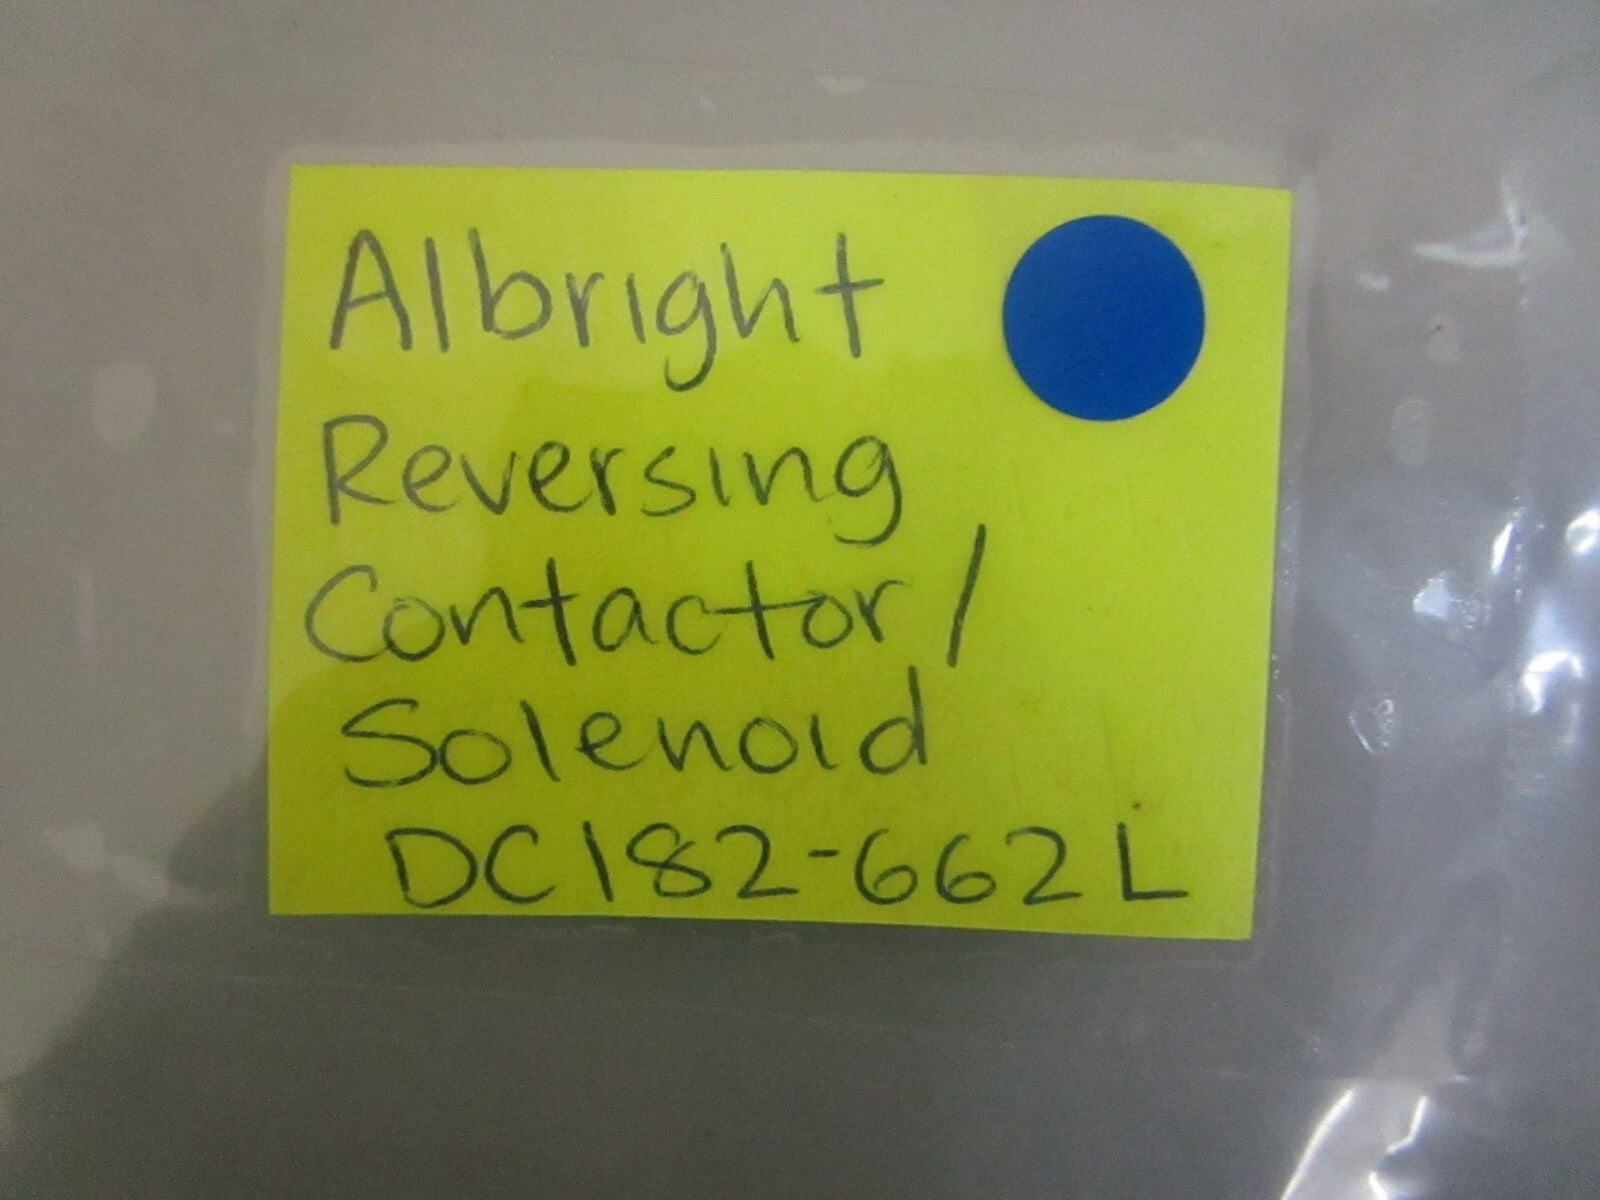 Albright
Reversing
Contactor/
Solenoid
DC182-662L